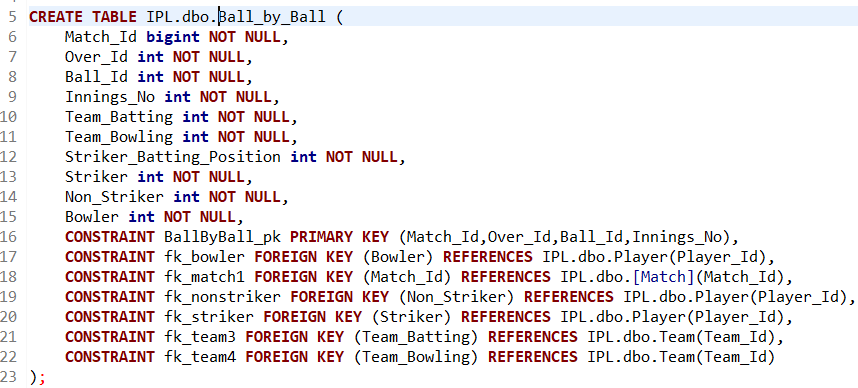 5 CREATE TABLE IPL.dbo.Ball_by_Ball (
6 Match_Id bigint NOT NULL,
7 Over_Id int NOT NULL,
8 Ball_Id int NOT NULL,
9 Innings_No int NOT NULL,
10 Team_Batting int NOT NULL,
11 Team_Bowling int NOT NULL,
12 Striker_Batting_Position int NOT NULL,
13 Striker int NOT NULL,
14 Non_Striker int NOT NULL,
15 Bowler int NOT NULL,
16 CONSTRAINT BallByBall_pk PRIMARY KEY (Match_Id,Over_Id,Ball_Id,Innings_No),
17 CONSTRAINT fk_bowler FOREIGN KEY (Bowler) REFERENCES IPL.dbo.Player(Player_Id),
18 CONSTRAINT fk_match1 FOREIGN KEY (Match_Id) REFERENCES IPL.dbo.[Match](Match_Id),
19 CONSTRAINT fk_nonstriker FOREIGN KEY (Non_Striker) REFERENCES IPL.dbo.Player(Player_Id),
20 CONSTRAINT fk_striker FOREIGN KEY (Striker) REFERENCES IPL.dbo.Player(Player_Id),
21 CONSTRAINT fk_team3 FOREIGN KEY (Team_Batting) REFERENCES IPL.dbo.Team(Team_Id),
22 CONSTRAINT fk_team4 FOREIGN KEY (Team_Bowling) REFERENCES IPL.dbo.Team(Team_Id)
23 );